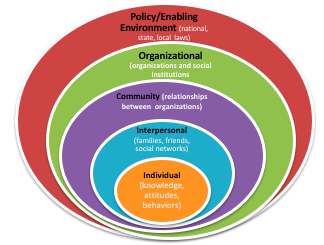 Policy/Enabling
Environment (national,
state, local laws)
Organizational
(organizations and social
institutions
Community (relationships
between organizations)
Interpersonal
(families, friends,
social networks)
Individual
(knowledge,
attitudes,
behaviors)